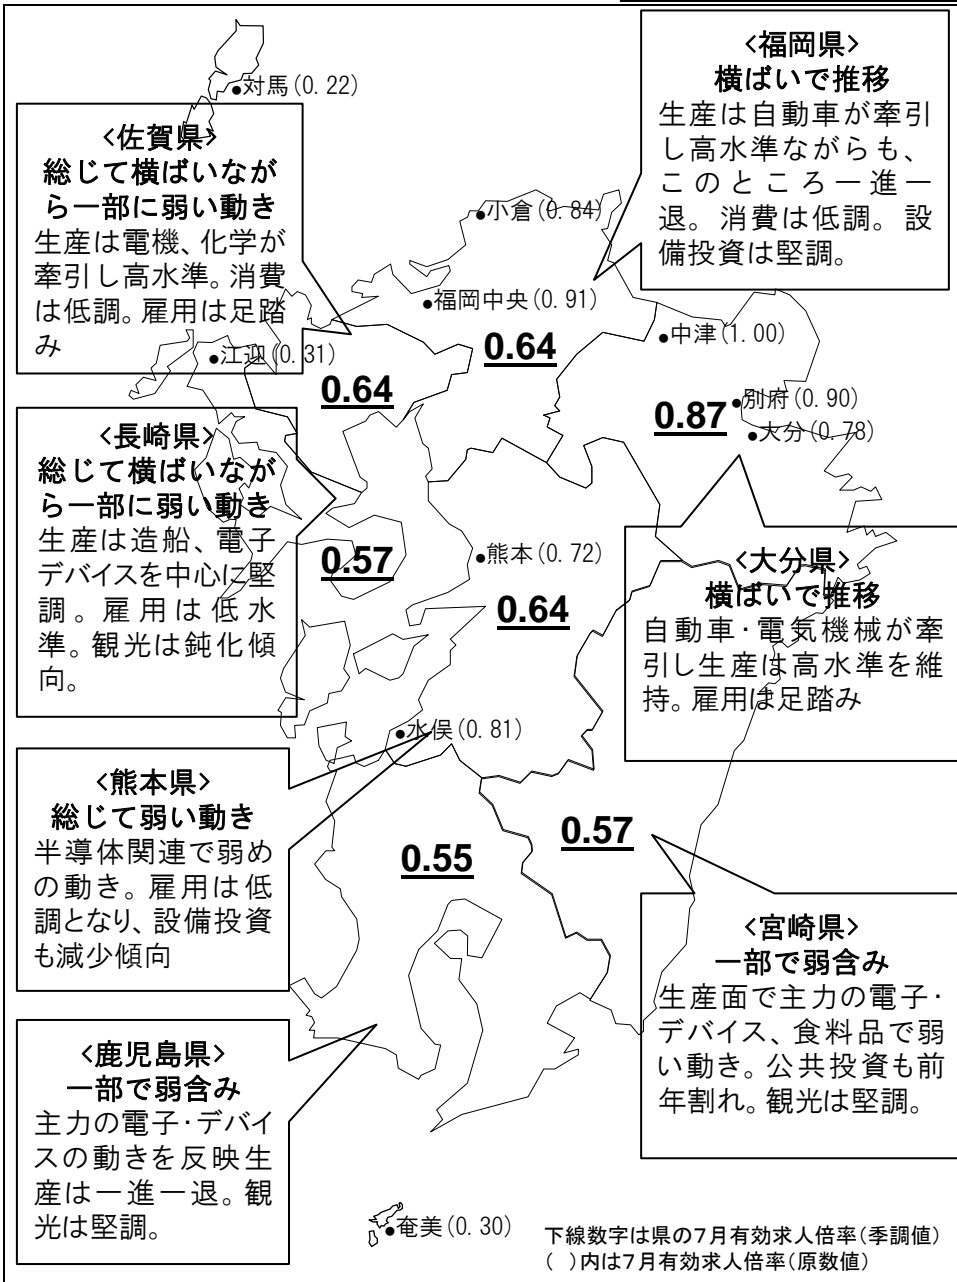 ●対馬(0.22)
<佐賀県>
総じて横ばいなが
ら一部に弱い動き
生産は電機、化学が
牽引し高水準。消費
は低調。雇用は足踏
み
<福岡県>
横ばいで推移
生産は自動車が牽引
し高水準ながらも、
このところ一進一
退。消費は低調。設
備投資は堅調。
●小倉(0.84)
●福岡中央(0.91)
●中津(1.00)
0.64
●江迎(0.31)
0.64
0.87
●別府(0.90)
●大分(0.78)
<長崎県>
総じて横ばいなが
ら一部に弱い動き
生産は造船、電子
デバイスを中心に堅
調。雇用は低水
準。観光は鈍化傾
向。
0.57
●熊本(0.72)
0.64
<大分県>
横ばいで推移
自動車・電気機械が牽
引し生産は高水準を維
持。雇用は足踏み
●水俣(0.81)
<熊本県>
総じて弱い動き
半導体関連で弱め
の動き。雇用は低
調となり、設備投資
も減少傾向
0.55
0.57
<宮崎県>
一部で弱含み
生産面で主力の電子・
デバイス、食料品で弱
い動き。公共投資も前
年割れ。観光は堅調。
<鹿児島県>
一部で弱含み
主力の電子・デバイ
スの動きを反映生
産は一進一退。観
光は堅調。
●奄美(0.30)
下線数字は県の7月有効求人倍率(季調値)
( )内は7月有効求人倍率(原数値)